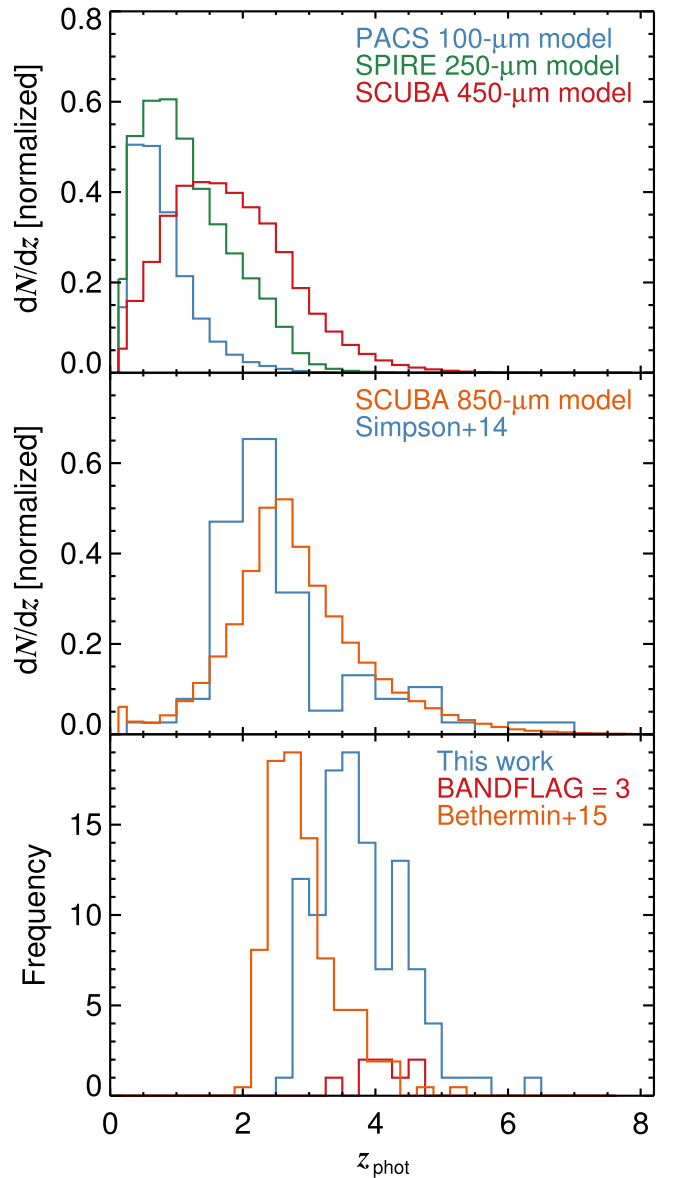 0.8
PACS 100-μm model
SPIRE 250-μm model
SCUBA 450-μm model
0.6
0.4
0.2
0.0
dN/dz [normalized]
SCUBA 850-μm model
Simpson+14
0.6
0.4
0.2
0.0
dN/dz [normalized]
This work
BANDFLAG = 3
Bethermin+15
15
10
5
0
Frequency
0 2 4 6 8
z phot